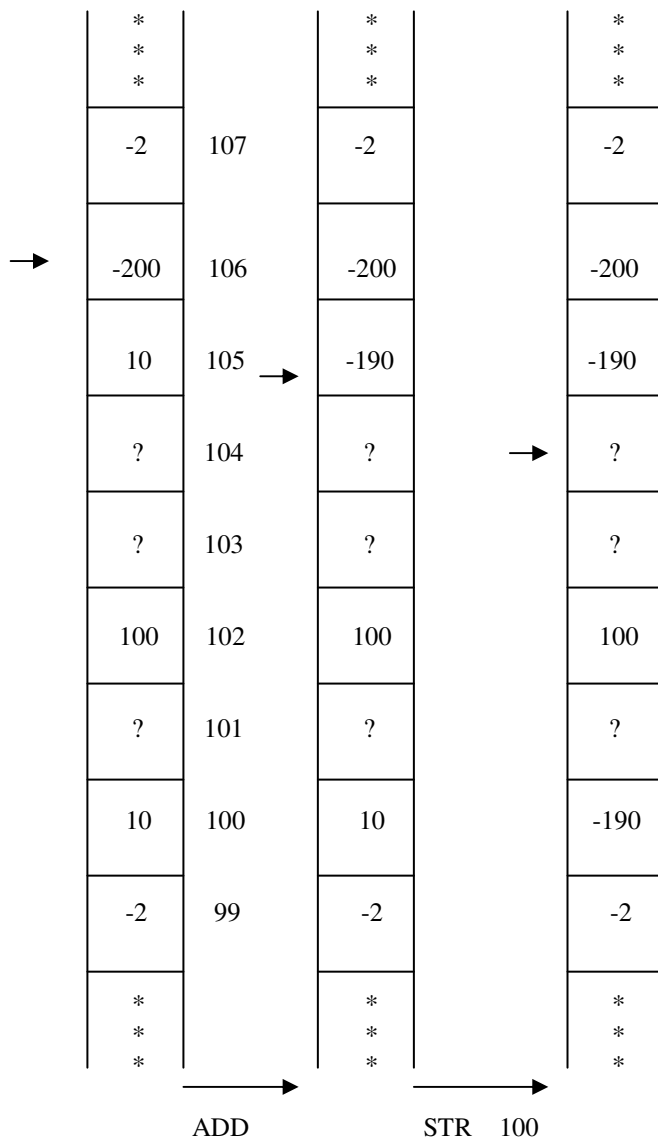 * * *
* * *
* * *
-2 107 -2 -2
-200 106 -200 -200
10 105 -190 -190
? 104 ? ?
? 103 ? ?
100 102 100 100
? 101 ? ?
10 100 10 -190
-2 99 -2 -2
* * *
* * *
* * *
ADD STR 100